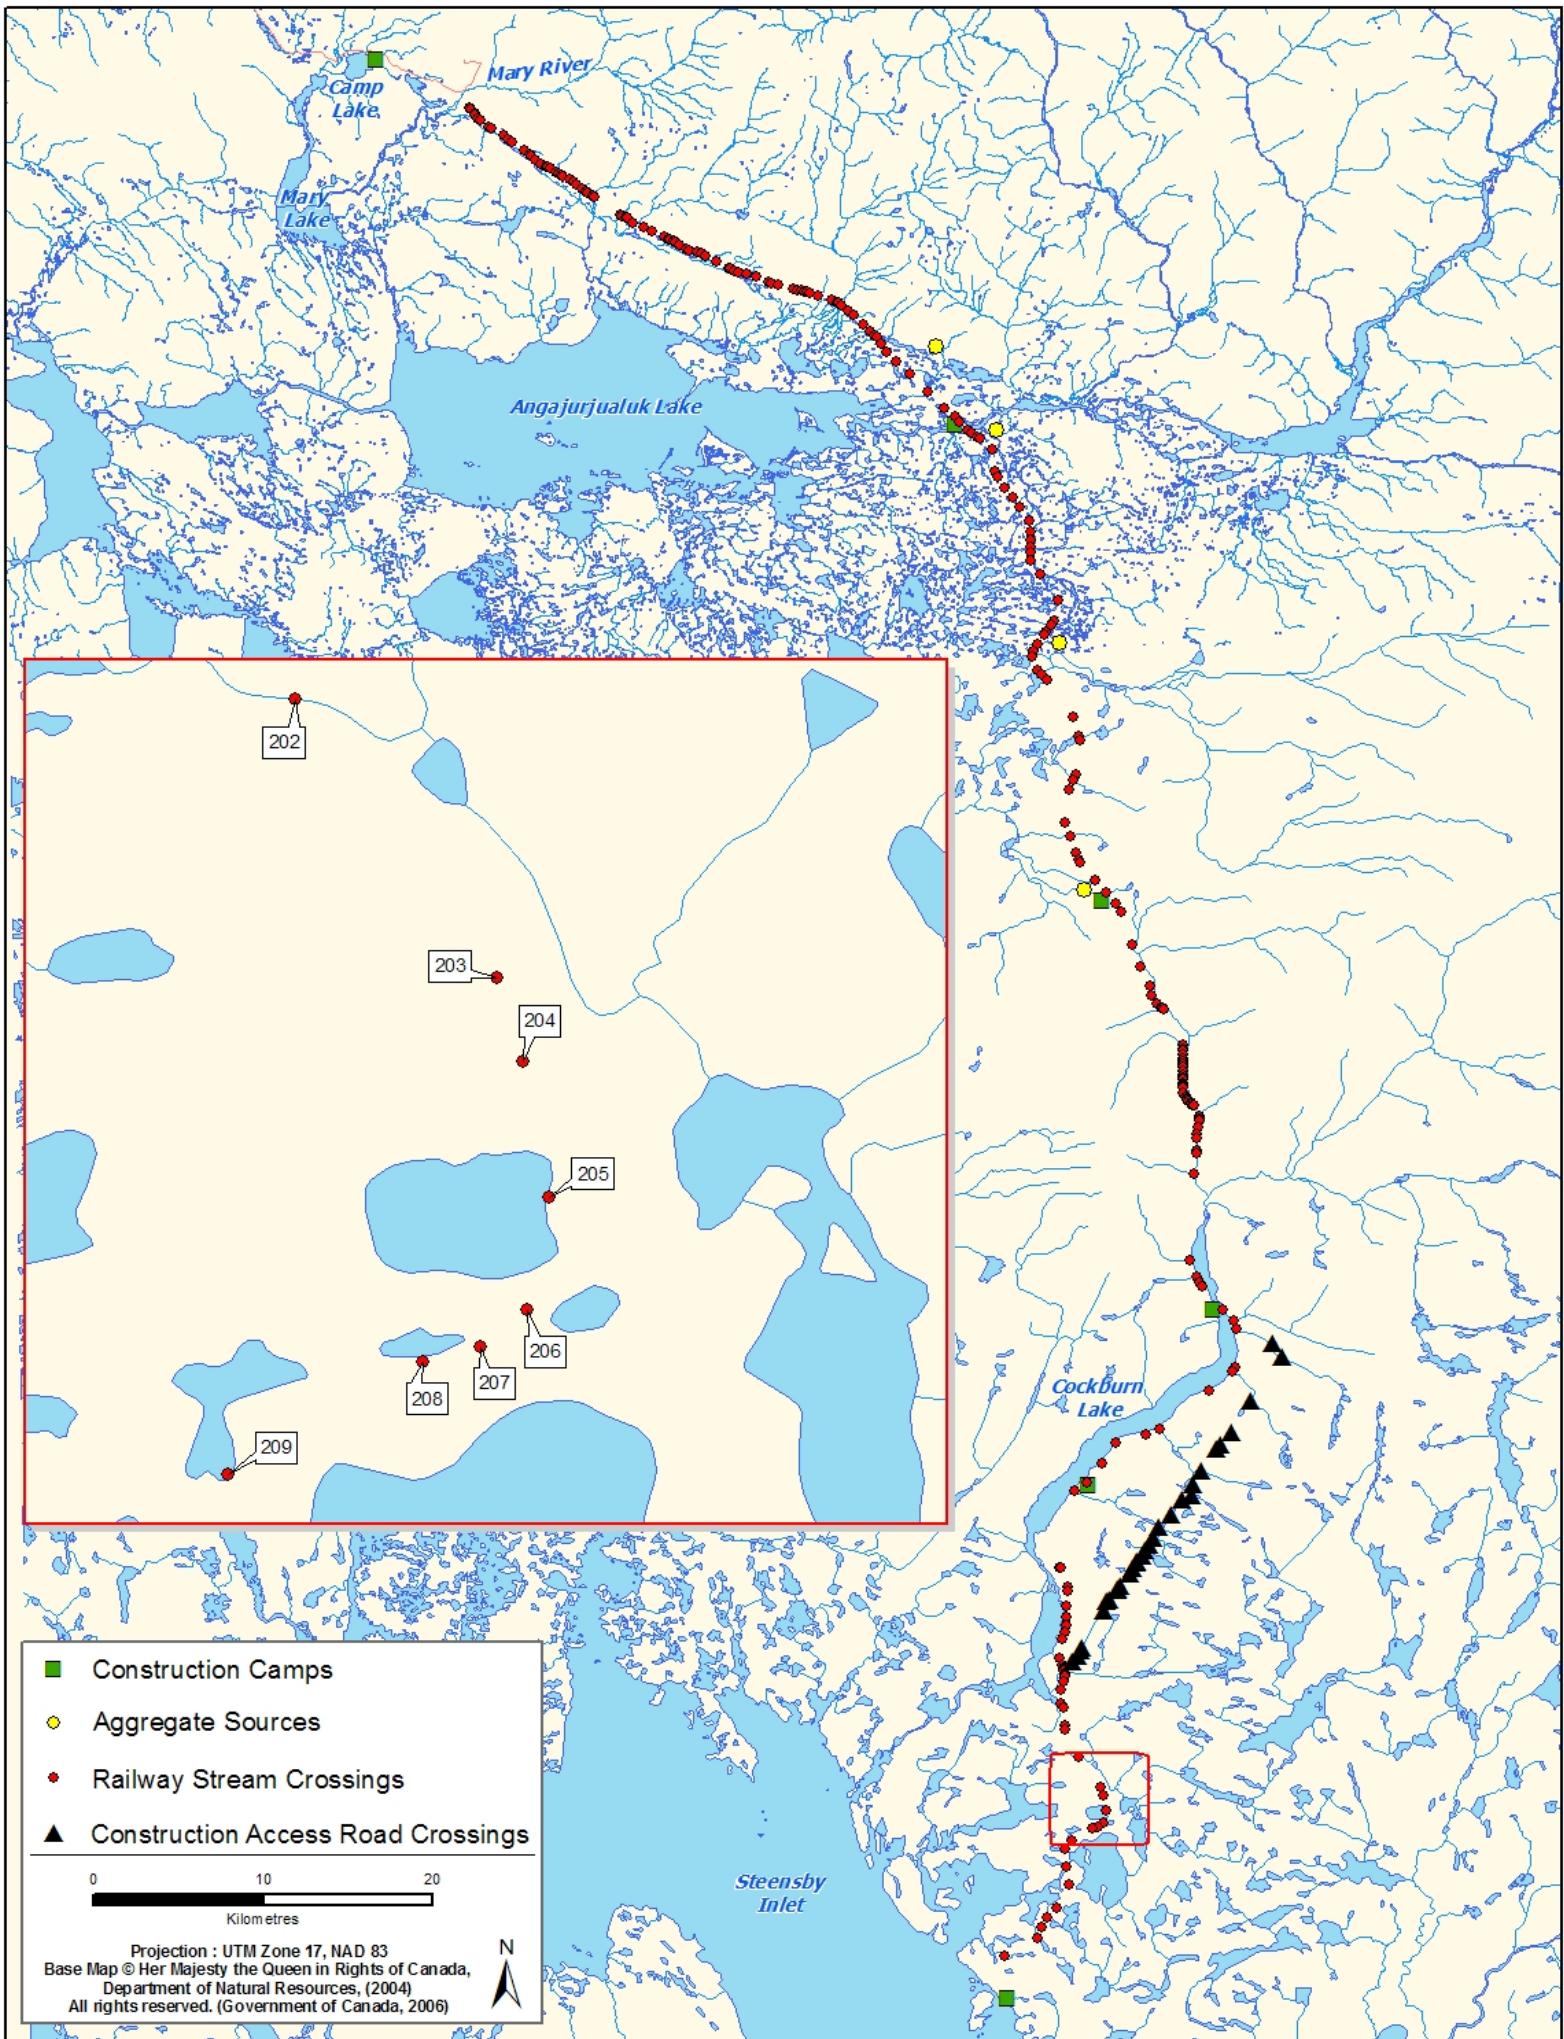 Mary River
Camp
Lake
Mary
Lake
Angajurjualuk Lake
202
203
204
205
206
207
208
209
Cockburn
Lake
Steensby
Inlet
Construction Camps
Aggregate Sources
Railway Stream Crossings
Construction Access Road Crossings
0 10 20
Kilometres
Projection : UTM Zone 17, NAD 83
Base Map © Her Majesty the Queen in Rights of Canada,
Department of Natural Resources, (2004)
All rights reserved. (Government of Canada, 2006)
N